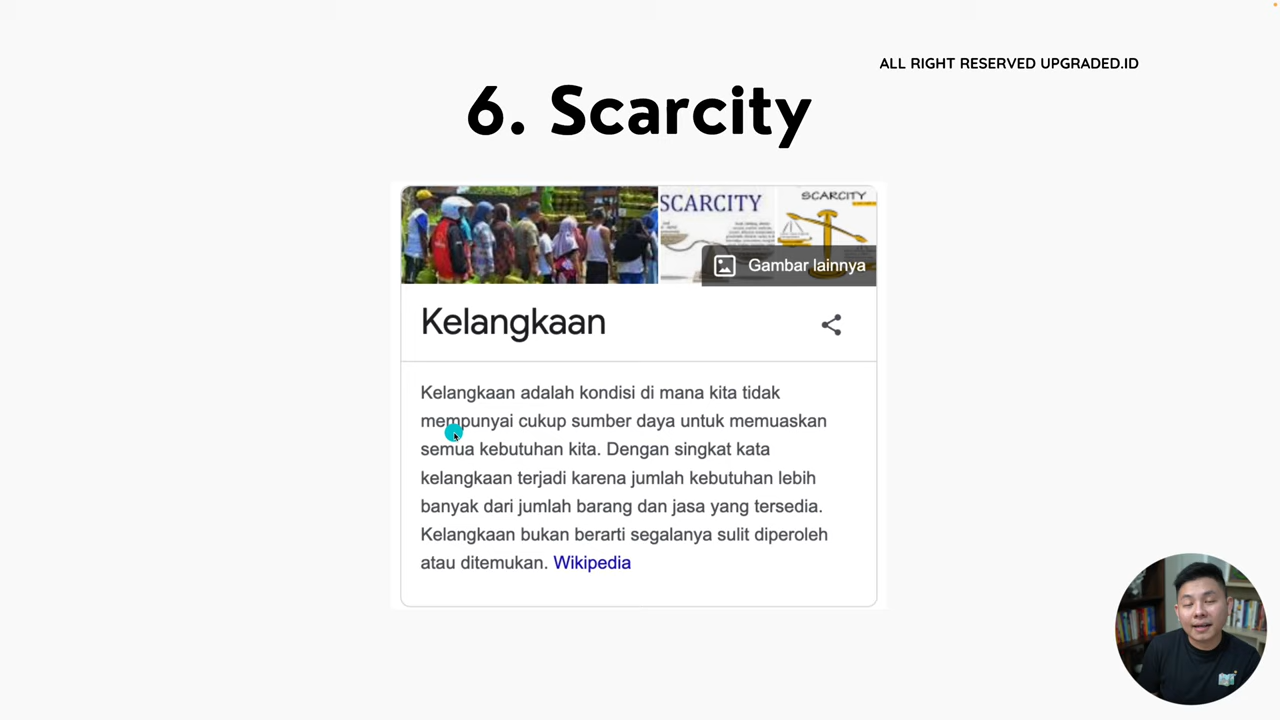 ALL RIGHT RESERVED UPGRADED.ID
6. Scarcity
SCARCITY
SCARCITY
Gambar lainnya
Kelangkaan
Kelangkaan adalah kondisi di mana kita tidak
mempunyai cukup sumber daya untuk memuaskan
semua kebutuhan kita. Dengan singkat kata
kelangkaan terjadi karena jumlah kebutuhan lebih
banyak dari jumlah barang dan jasa yang tersedia.
Kelangkaan bukan berarti segalanya sulit diperoleh
atau ditemukan. Wikipedia